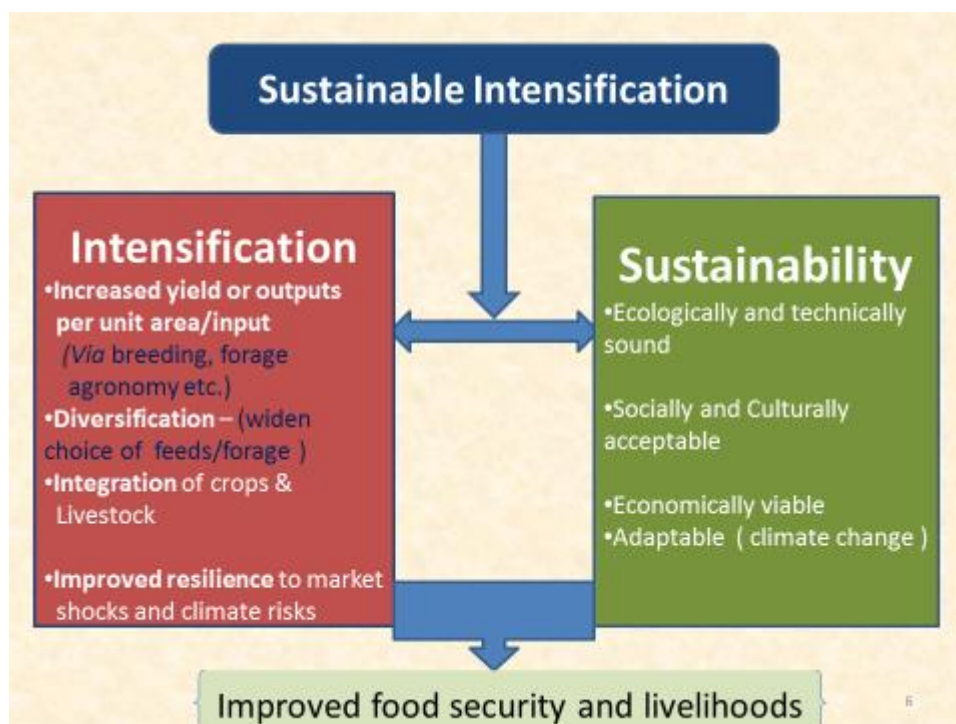 Sustainable Intensification
Intensification
•Increased yield or outputs
per unit area/input
(Via breeding, forage
agronomy etc.)
•Diversification – (widen
choice of feeds/forage )
•Integration of crops &
Livestock
•Improved resilience to market
shocks and climate risks
Sustainability
•Ecologically and technically
sound
•Socially and Culturally
acceptable
•Economically viable
•Adaptable ( climate change )
Improved food security and livelihoods
6